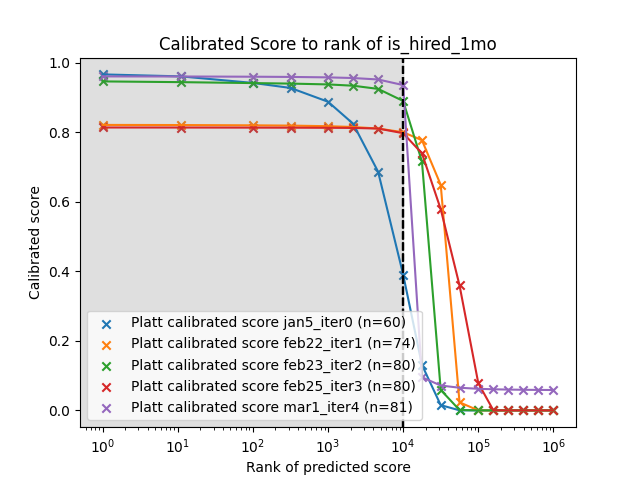 Calibrated Score to rank of is_hired_1mo
Calibrated score
1.0
0.8
0.6
0.4
0.2
0.0
Platt calibrated score jan5_iter0 (n=60)
Platt calibrated score feb22_iter1 (n=74)
Platt calibrated score feb23_iter2 (n=80)
Platt calibrated score feb25_iter3 (n=80)
Platt calibrated score mar1_iter4 (n=81)
10⁰ 10¹ 10² 10³ 10⁴ 10⁵ 10⁶
Rank of predicted score